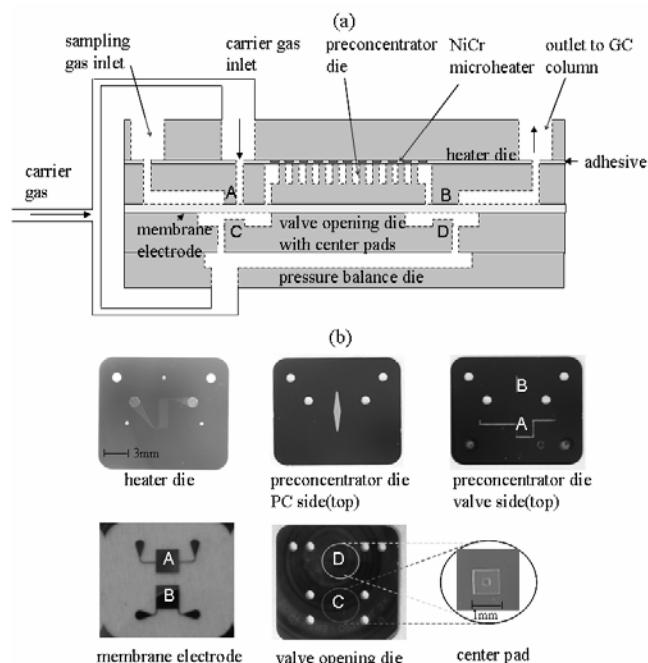 (a)
sampling
gas inlet
carrier gas
inlet
preconcentrator
die
NiCr
microheater
outlet to GC
column
heater die
adhesive
carrier
gas
A
B
membrane
electrode
C
valve opening die
with center pads
D
pressure balance die
(b)
3mm
heater die
preconcentrator die
PC side(top)
B
A
preconcentrator die
valve side(top)
A
B
membrane electrode
D
C
valve opening die
1mm
center pad